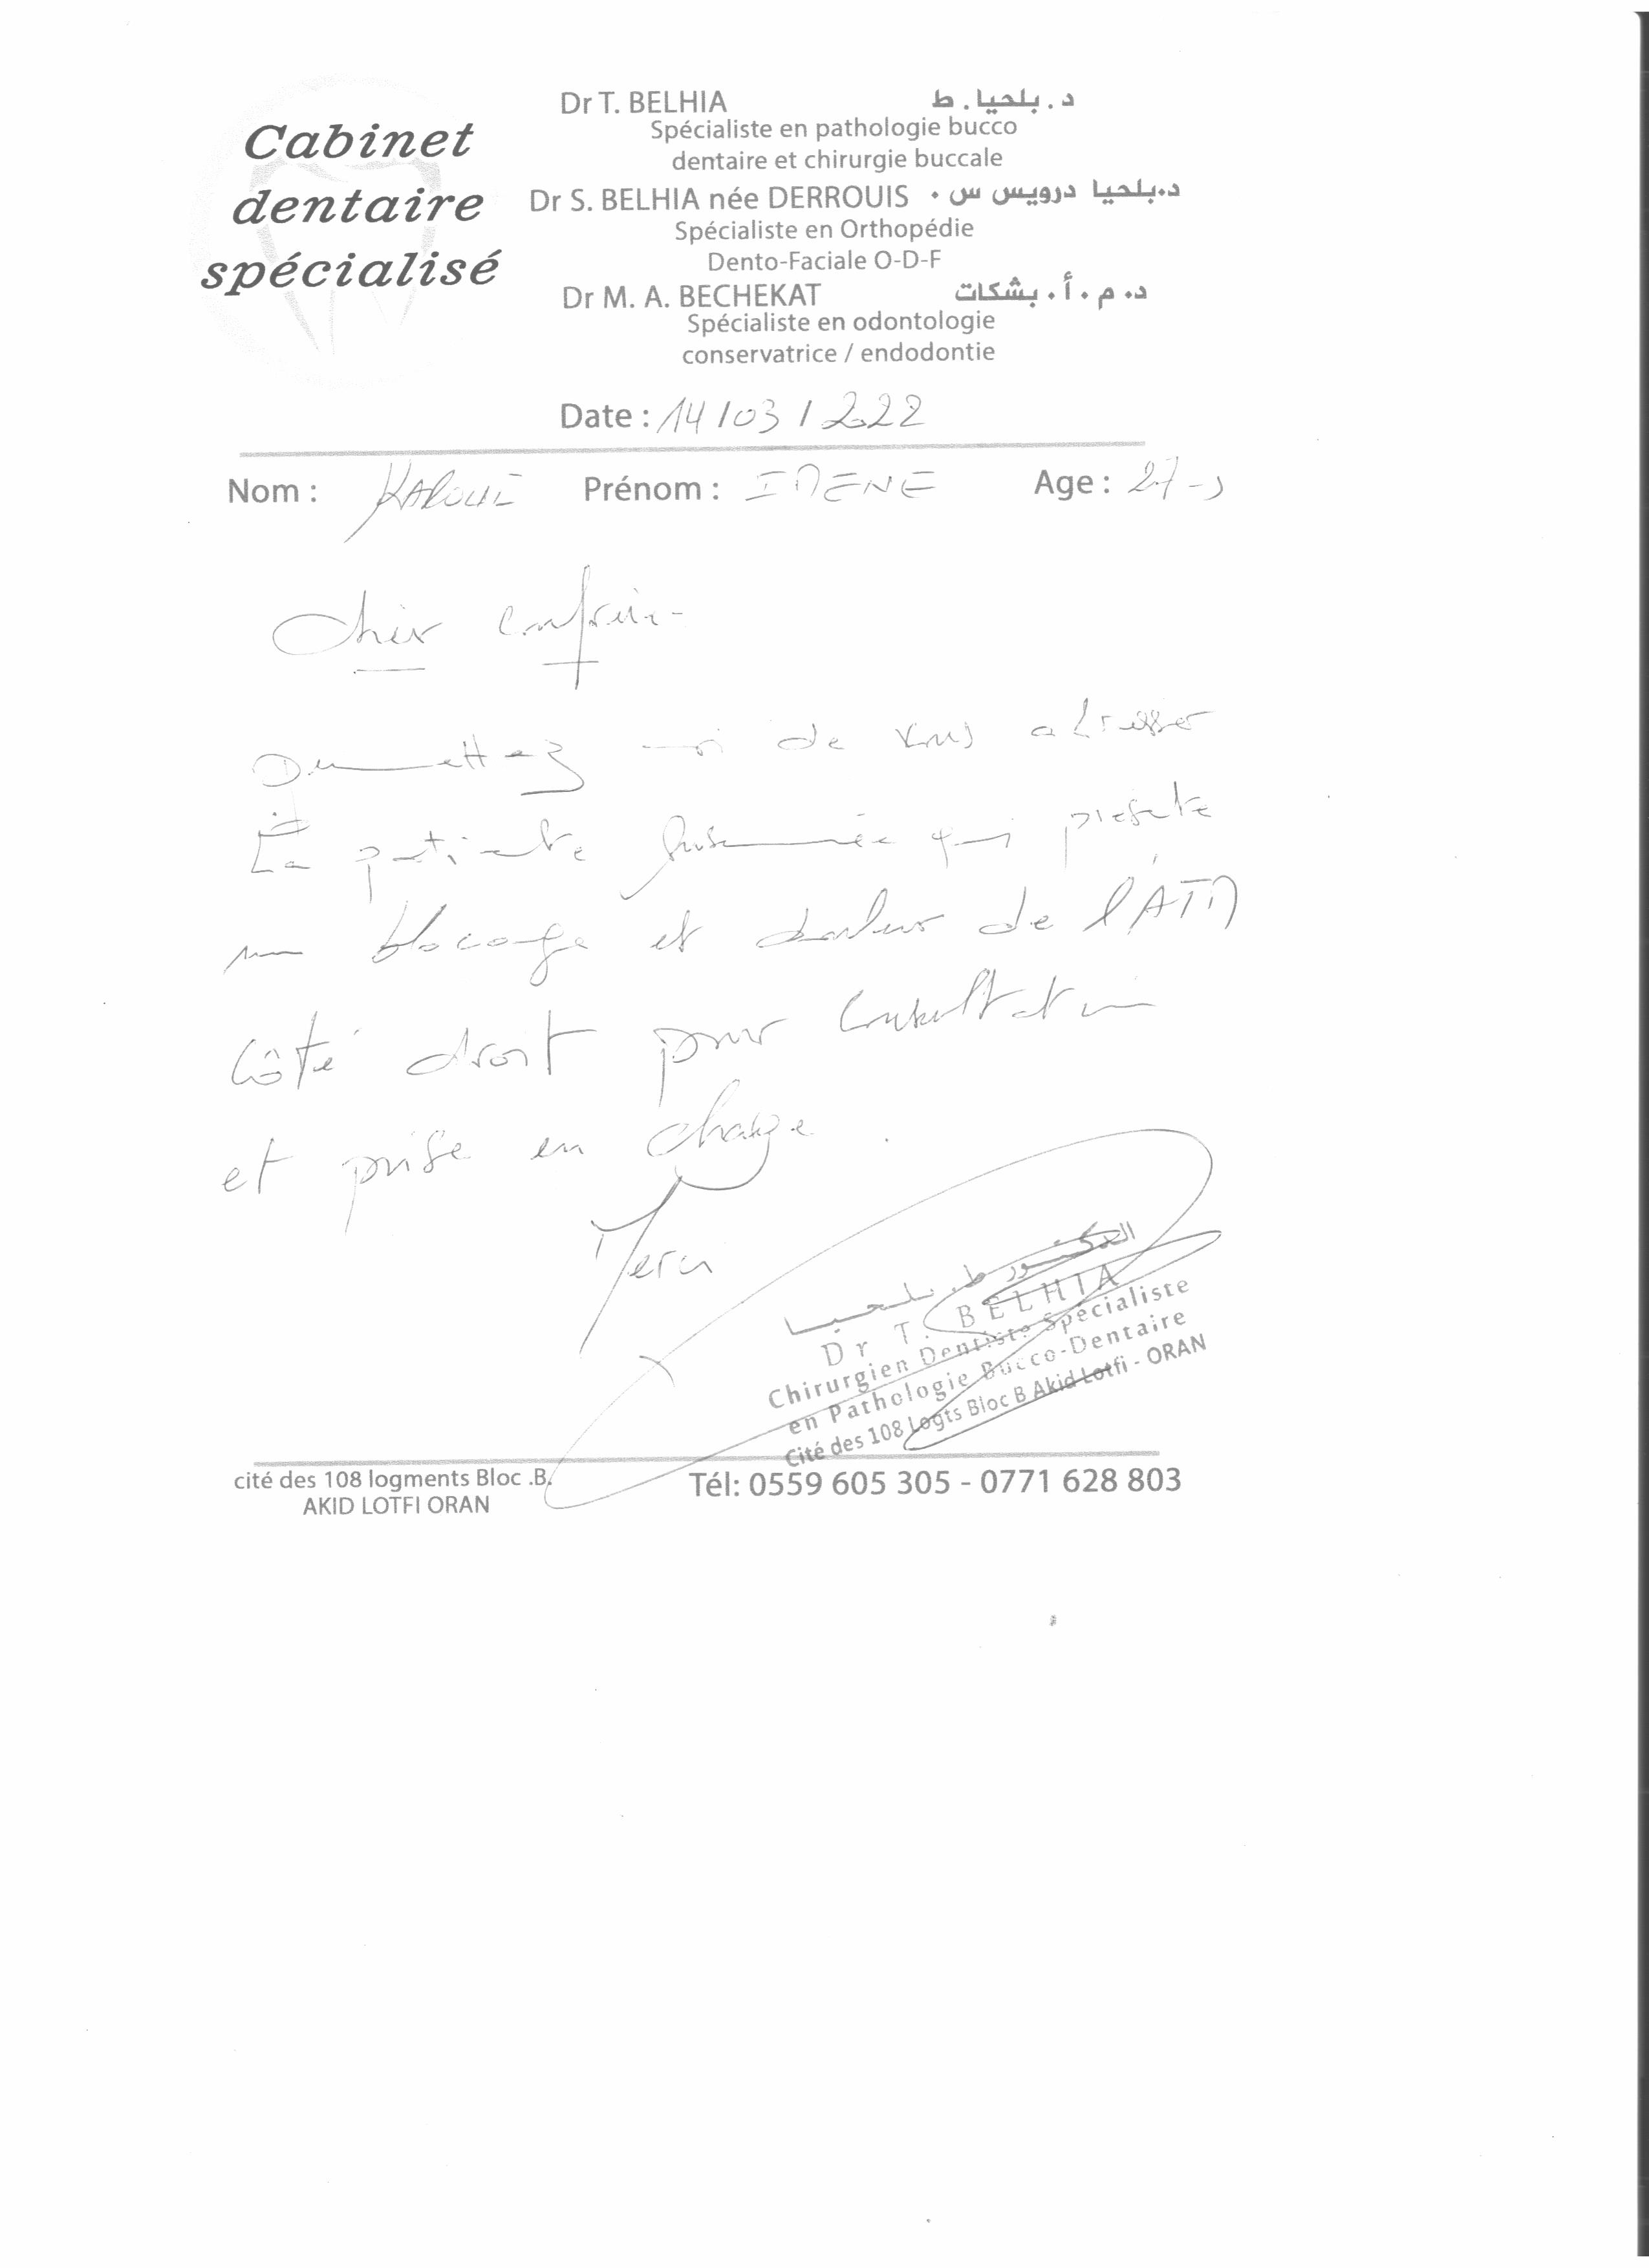 Cabinet
dentaire
spécialisé
Dr T. BELHIA د. بلحيا. ط
Spécialiste en pathologie bucco
dentaire et chirurgie buccale
Dr S. BELHIA née DERROUIS د.بلحيا درويس س .
Spécialiste en Orthopédie
Dento-Faciale O-D-F
Dr M. A. BECHEKAT د. م . أ. بشكات
Spécialiste en odontologie
conservatrice / endodontie
Date : 14/03/2022
Nom : Prénom : IMENE Age : 27
Cher confrère
Permettez moi de vous adresser
La patiente susnommée qui présente
un blocage et douleur de l'ATM
côté droit pour consultation
et prise en charge.
Merci
الدكتور ط. بلحيا
Dr T. BELHIA
Chirurgien Dentiste Spécialiste
en Pathologie Bucco-Dentaire
Cité des 108 Logts Bloc B Akid Lotfi - ORAN
cité des 108 logments Bloc .B. Tél: 0559 605 305 - 0771 628 803
AKID LOTFI ORAN